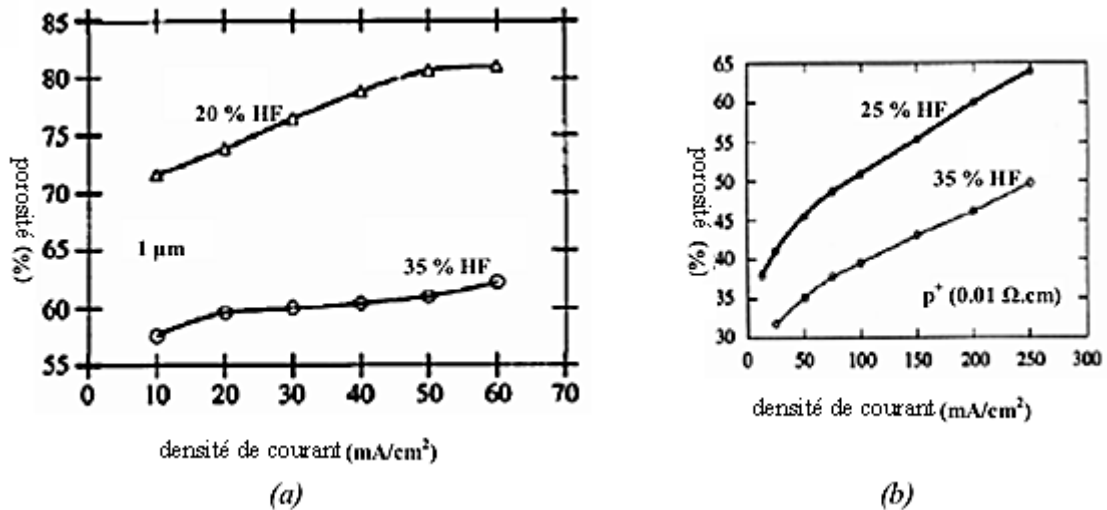 85
80
75
70
65
60
55
porosité (%)
20 % HF
1 µm
35 % HF
0 10 20 30 40 50 60 70
densité de courant (mA/cm²)
(a)
65
60
55
50
45
40
35
30
porosité (%)
25 % HF
35 % HF
p⁺ (0.01 Ω.cm)
0 50 100 150 200 250 300
densité de courant (mA/cm²)
(b)